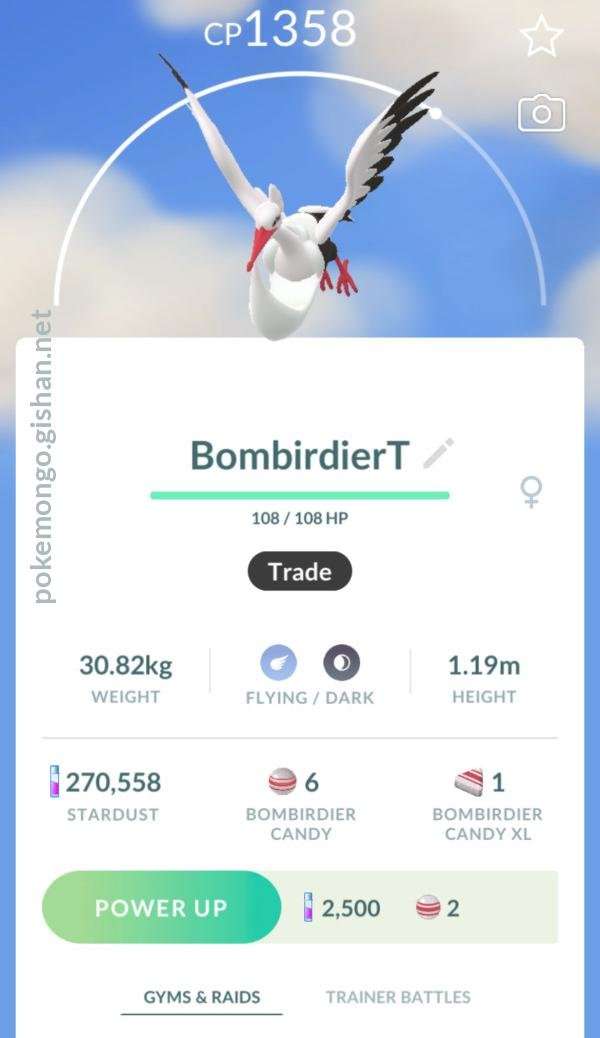 CP1358
pokemongo.gishan.net
BombirdierT
108 / 108 HP
Trade
30.82kg
WEIGHT
FLYING / DARK
1.19m
HEIGHT
270,558
STARDUST
6
BOMBIRDIER
CANDY
1
BOMBIRDIER
CANDY XL
POWER UP
2,500
2
GYMS & RAIDS
TRAINER BATTLES